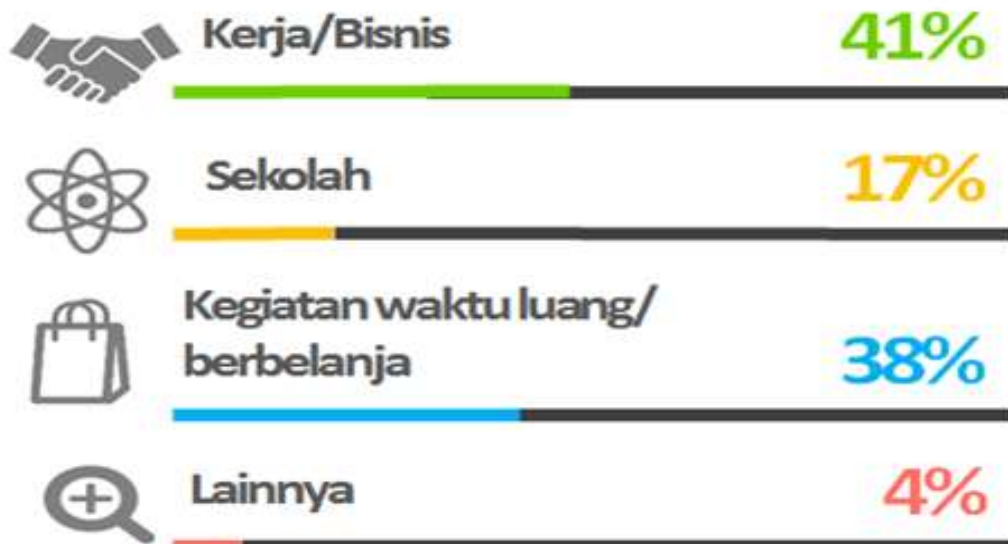 Kerja/Bisnis 41%
Sekolah 17%
Kegiatan waktu luang/
berbelanja 38%
Lainnya 4%